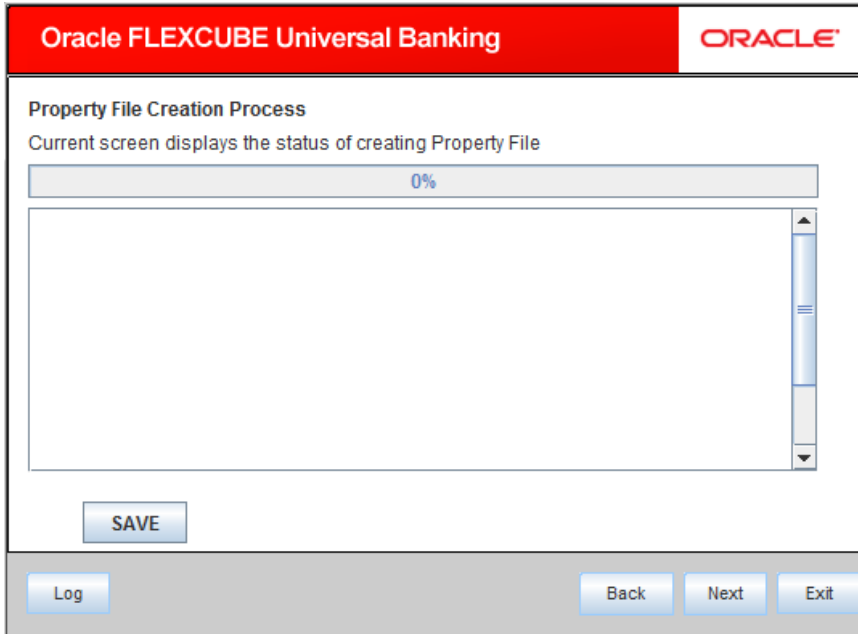 Oracle FLEXCUBE Universal Banking
ORACLE
Property File Creation Process
Current screen displays the status of creating Property File
0%
SAVE
Log
Back
Next
Exit